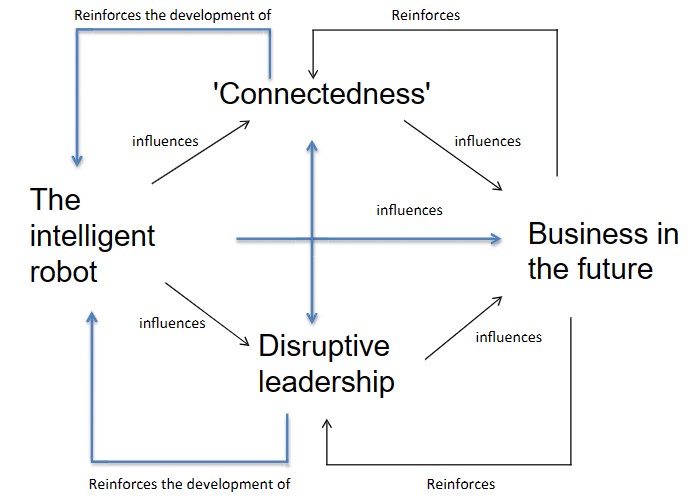 Reinforces the development of
Reinforces
'Connectedness'
influences
influences
The
intelligent
robot
influences
Business in
the future
influences
Disruptive
leadership
influences
Reinforces the development of
Reinforces